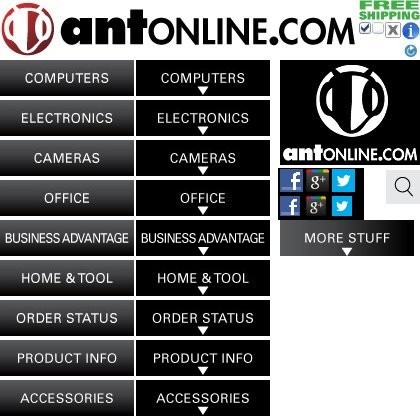 antONLINE.COM
FREE
SHIPPING
COMPUTERS
COMPUTERS
ELECTRONICS
ELECTRONICS
CAMERAS
CAMERAS
OFFICE
OFFICE
BUSINESS ADVANTAGE
BUSINESS ADVANTAGE
HOME & TOOL
HOME & TOOL
ORDER STATUS
ORDER STATUS
PRODUCT INFO
PRODUCT INFO
ACCESSORIES
ACCESSORIES
antONLINE.COM
f g+
f g+
MORE STUFF